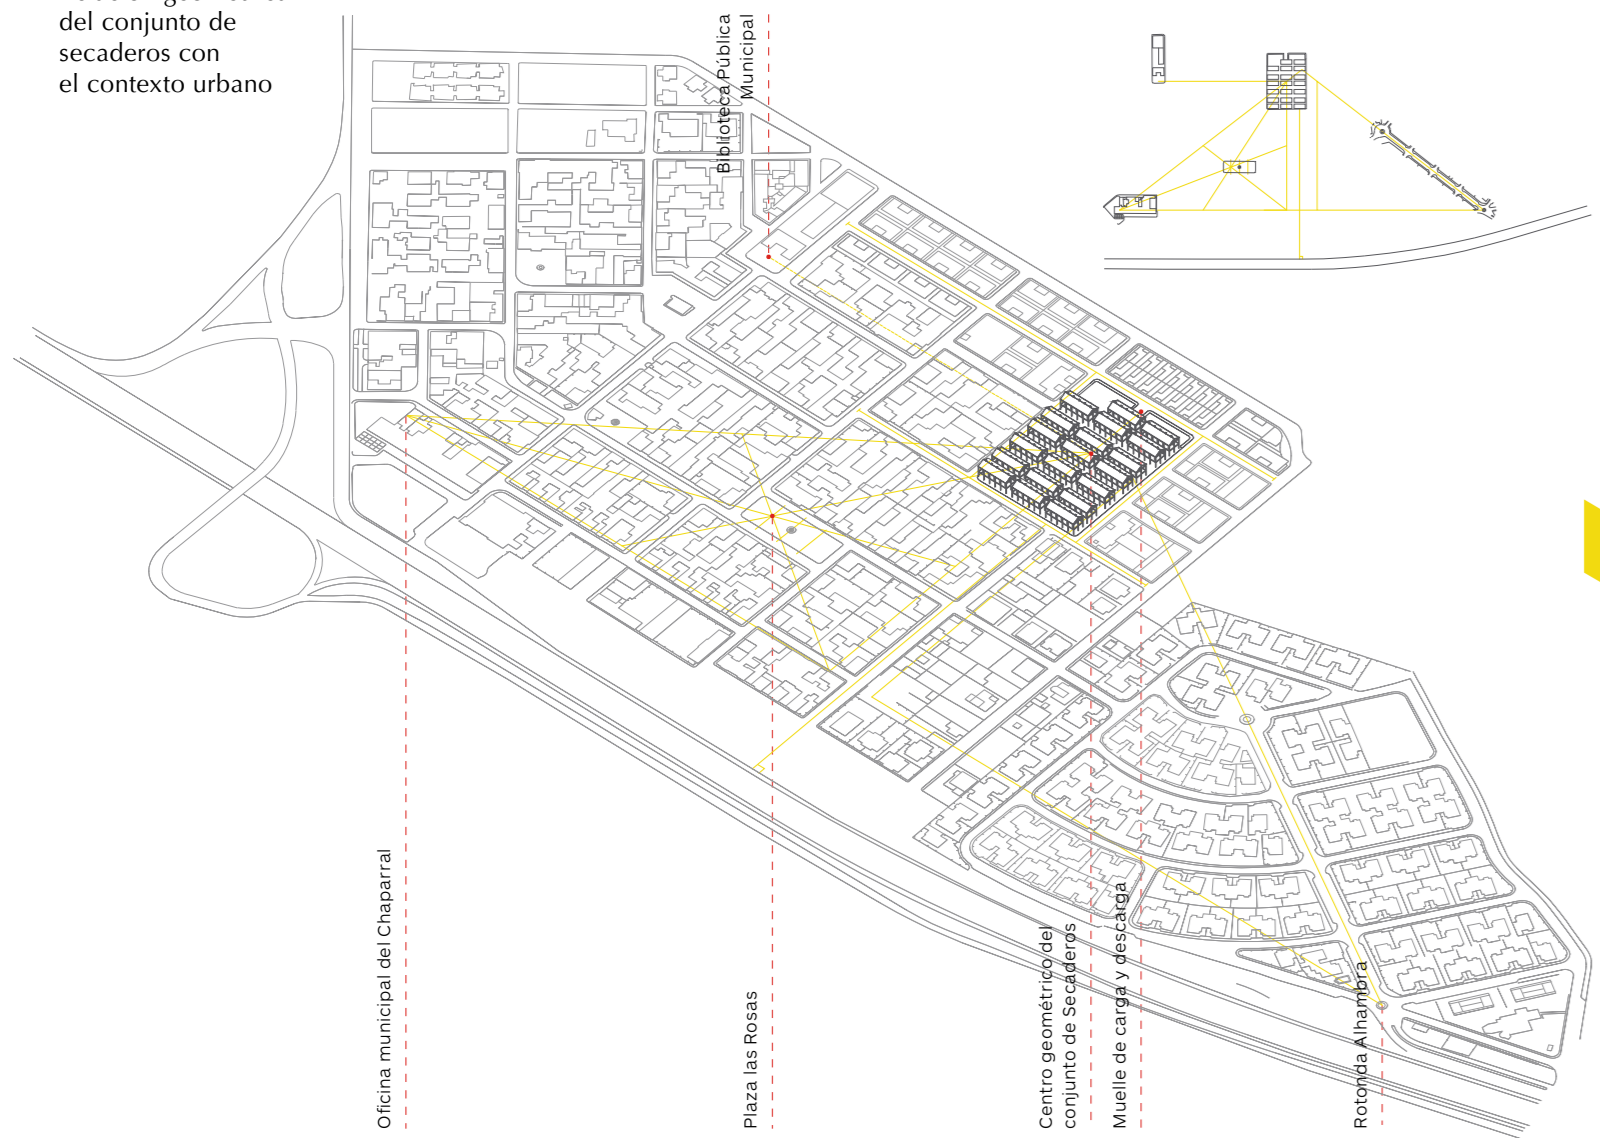 del conjunto de
secaderos con
el contexto urbano
Biblioteca Pública
Municipal
Oficina municipal del Chaparral
Plaza las Rosas
Centro geométrico del
conjunto de Secaderos
Muelle de carga y descarga
Rotonda Alhambra